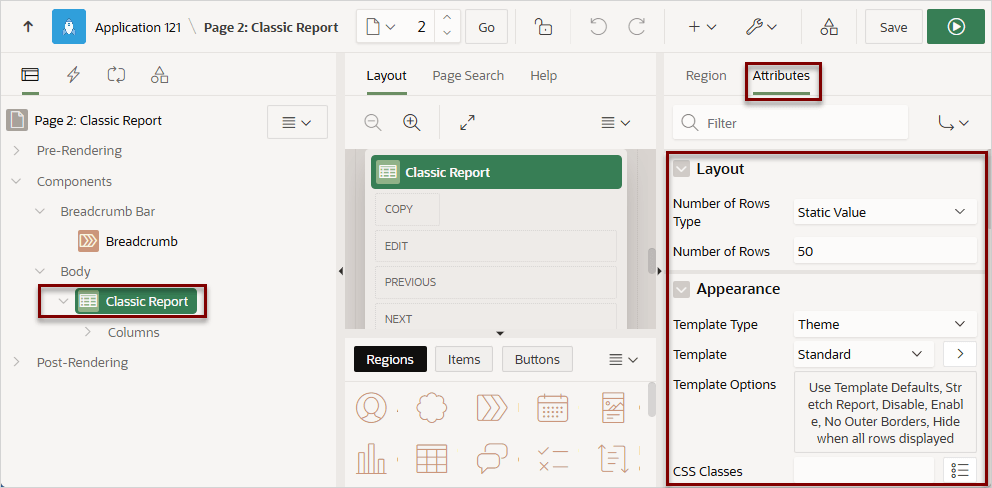 Application 121 \ Page 2: Classic Report
2
Go
Save
Page 2: Classic Report
Pre-Rendering
Components
Breadcrumb Bar
Breadcrumb
Body
Classic Report
Columns
Post-Rendering
Layout Page Search Help
Classic Report
COPY
EDIT
PREVIOUS
NEXT
Regions Items Buttons
Region Attributes
Filter
Layout
Number of Rows
Type
Static Value
Number of Rows 50
Appearance
Template Type Theme
Template Standard
Template Options
Use Template Defaults, Str
etch Report, Disable, Enabl
e, No Outer Borders, Hide
when all rows displayed
CSS Classes